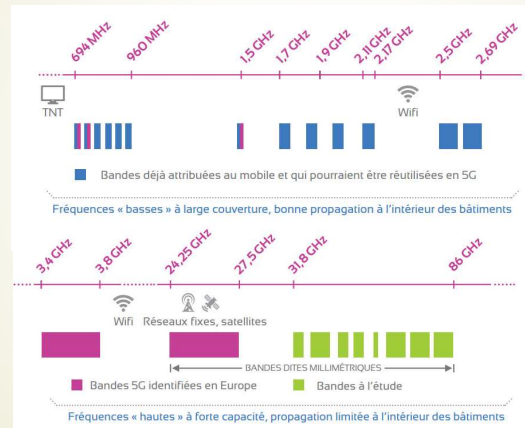 694 MHz
960 MHz
1,5 GHz
1,7 GHz
1,9 GHz
2,11 GHz
2,17 GHz
2,5 GHz
2,69 GHz
TNT
Wifi
Bandes déjà attribuées au mobile et qui pourraient être réutilisées en 5G
Fréquences « basses » à large couverture, bonne propagation à l'intérieur des bâtiments
3,4 GHz
3,8 GHz
24,25 GHz
27,5 GHz
31,8 GHz
86 GHz
Wifi
Réseaux fixes, satellites
BANDES DITES MILLIMÉTRIQUES
Bandes 5G identifiées en Europe
Bandes à l'étude
Fréquences « hautes » à forte capacité, propagation limitée à l'intérieur des bâtiments